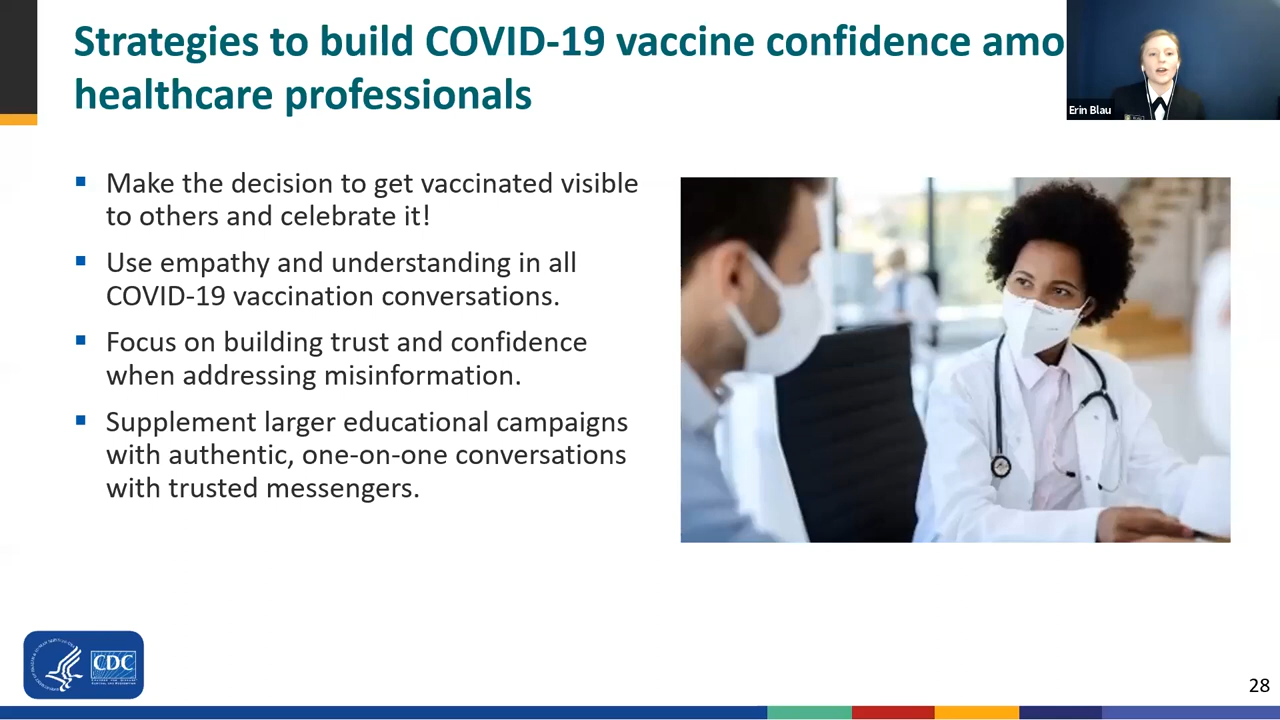 Strategies to build COVID-19 vaccine confidence amo
healthcare professionals
Erin Blau
Make the decision to get vaccinated visible
to others and celebrate it!
Use empathy and understanding in all
COVID-19 vaccination conversations.
Focus on building trust and confidence
when addressing misinformation.
Supplement larger educational campaigns
with authentic, one-on-one conversations
with trusted messengers.
CDC
28